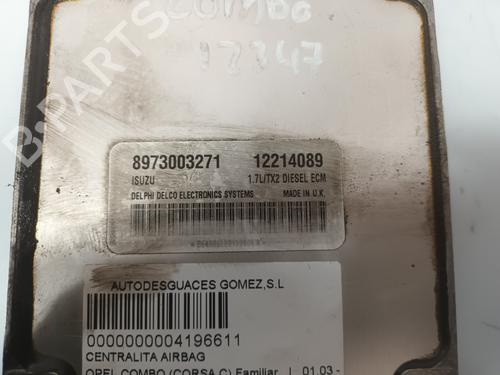 COMBO
12247
8973003271 12214089
ISUZU 1.7L/TX2 DIESEL ECM
DELPHI DELCO ELECTRONICS SYSTEMS MADE IN U.K.
AUTODESGUACES GOMEZ,S.L
0000000004196611
CENTRALITA AIRBAG
OPEL COMBO (CORSA C) Familiar | 01.03 -
B-PARTS